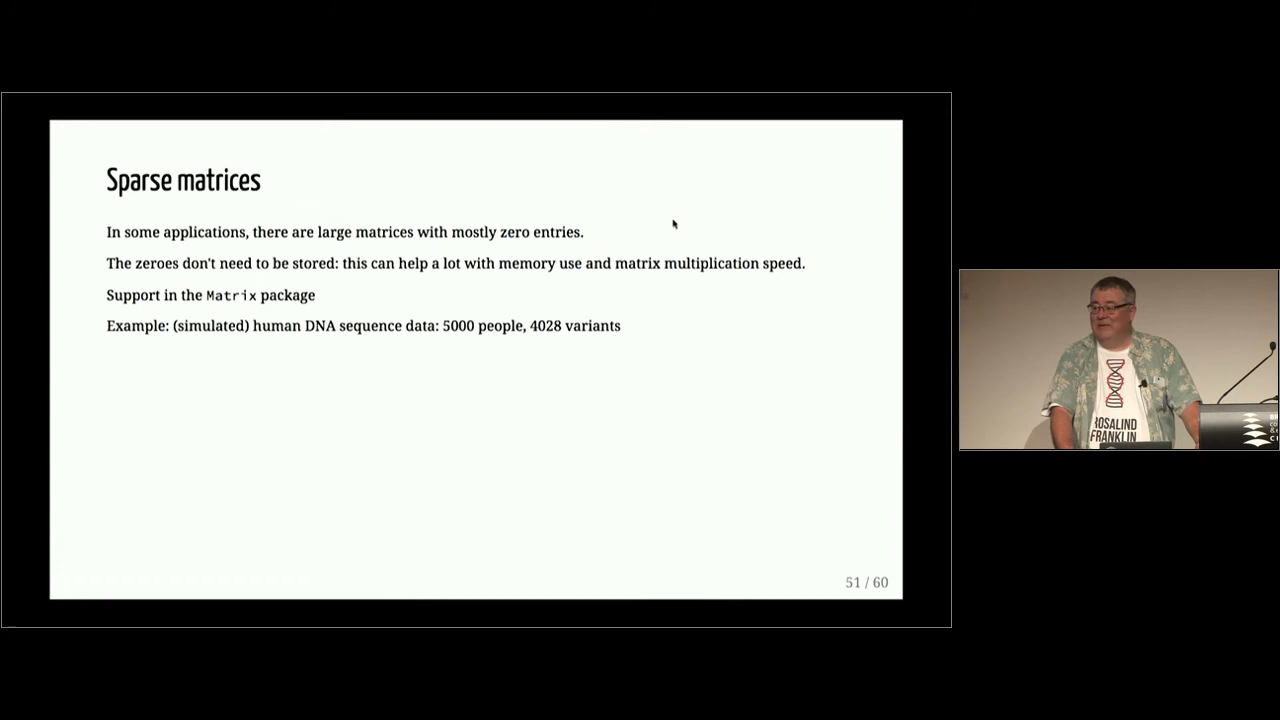 Sparse matrices
In some applications, there are large matrices with mostly zero entries.
The zeroes don't need to be stored: this can help a lot with memory use and matrix multiplication speed.
Support in the Matrix package
Example: (simulated) human DNA sequence data: 5000 people, 4028 variants
51 / 60
ROSALIND
FRANKLIN